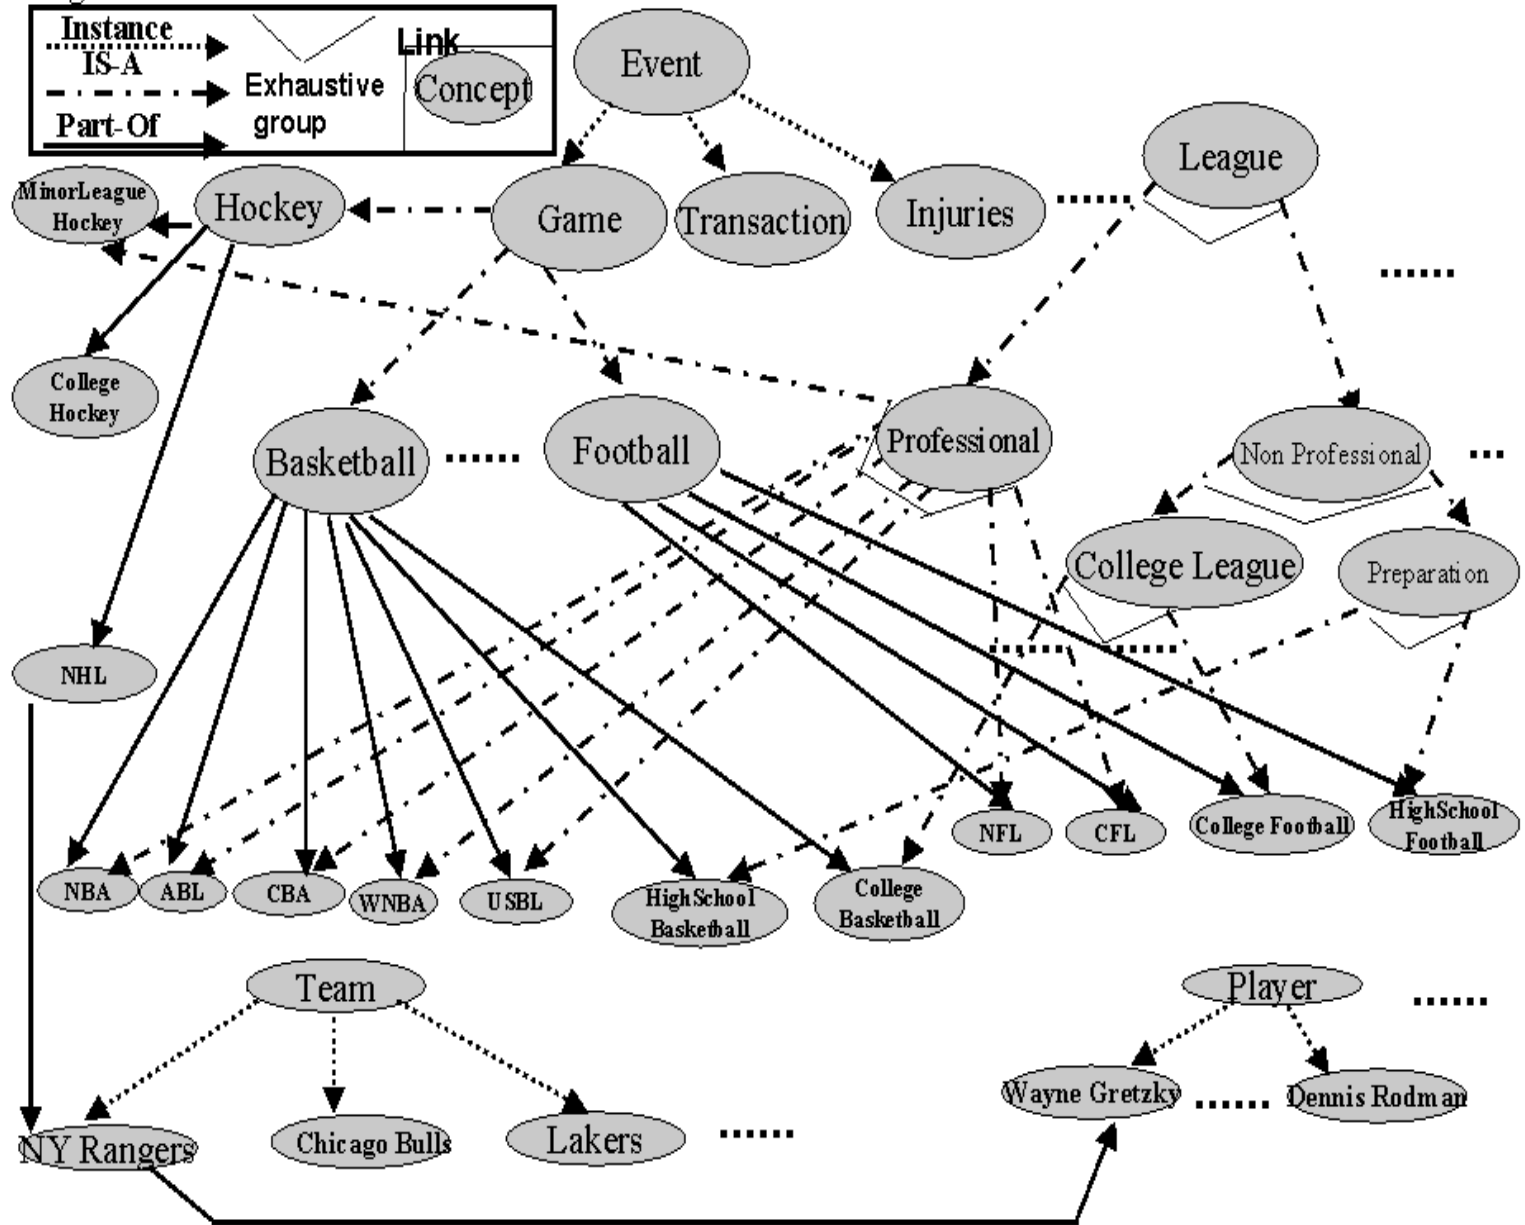 Instance
IS-A
Part-Of
Exhaustive
group
Link
Concept
Event
League
MinorLeague
Hockey
Hockey
Game
Transaction
Injuries
College
Hockey
Basketball
Football
Professional
Non Professional
College League
Preparation
NHL
NFL
CFL
College Football
HighSchool
Football
NBA
ABL
CBA
WNBA
USBL
HighSchool
Basketball
College
Basketball
Team
Player
Wayne Gretzky
Dennis Rodman
NY Rangers
Chicago Bulls
Lakers